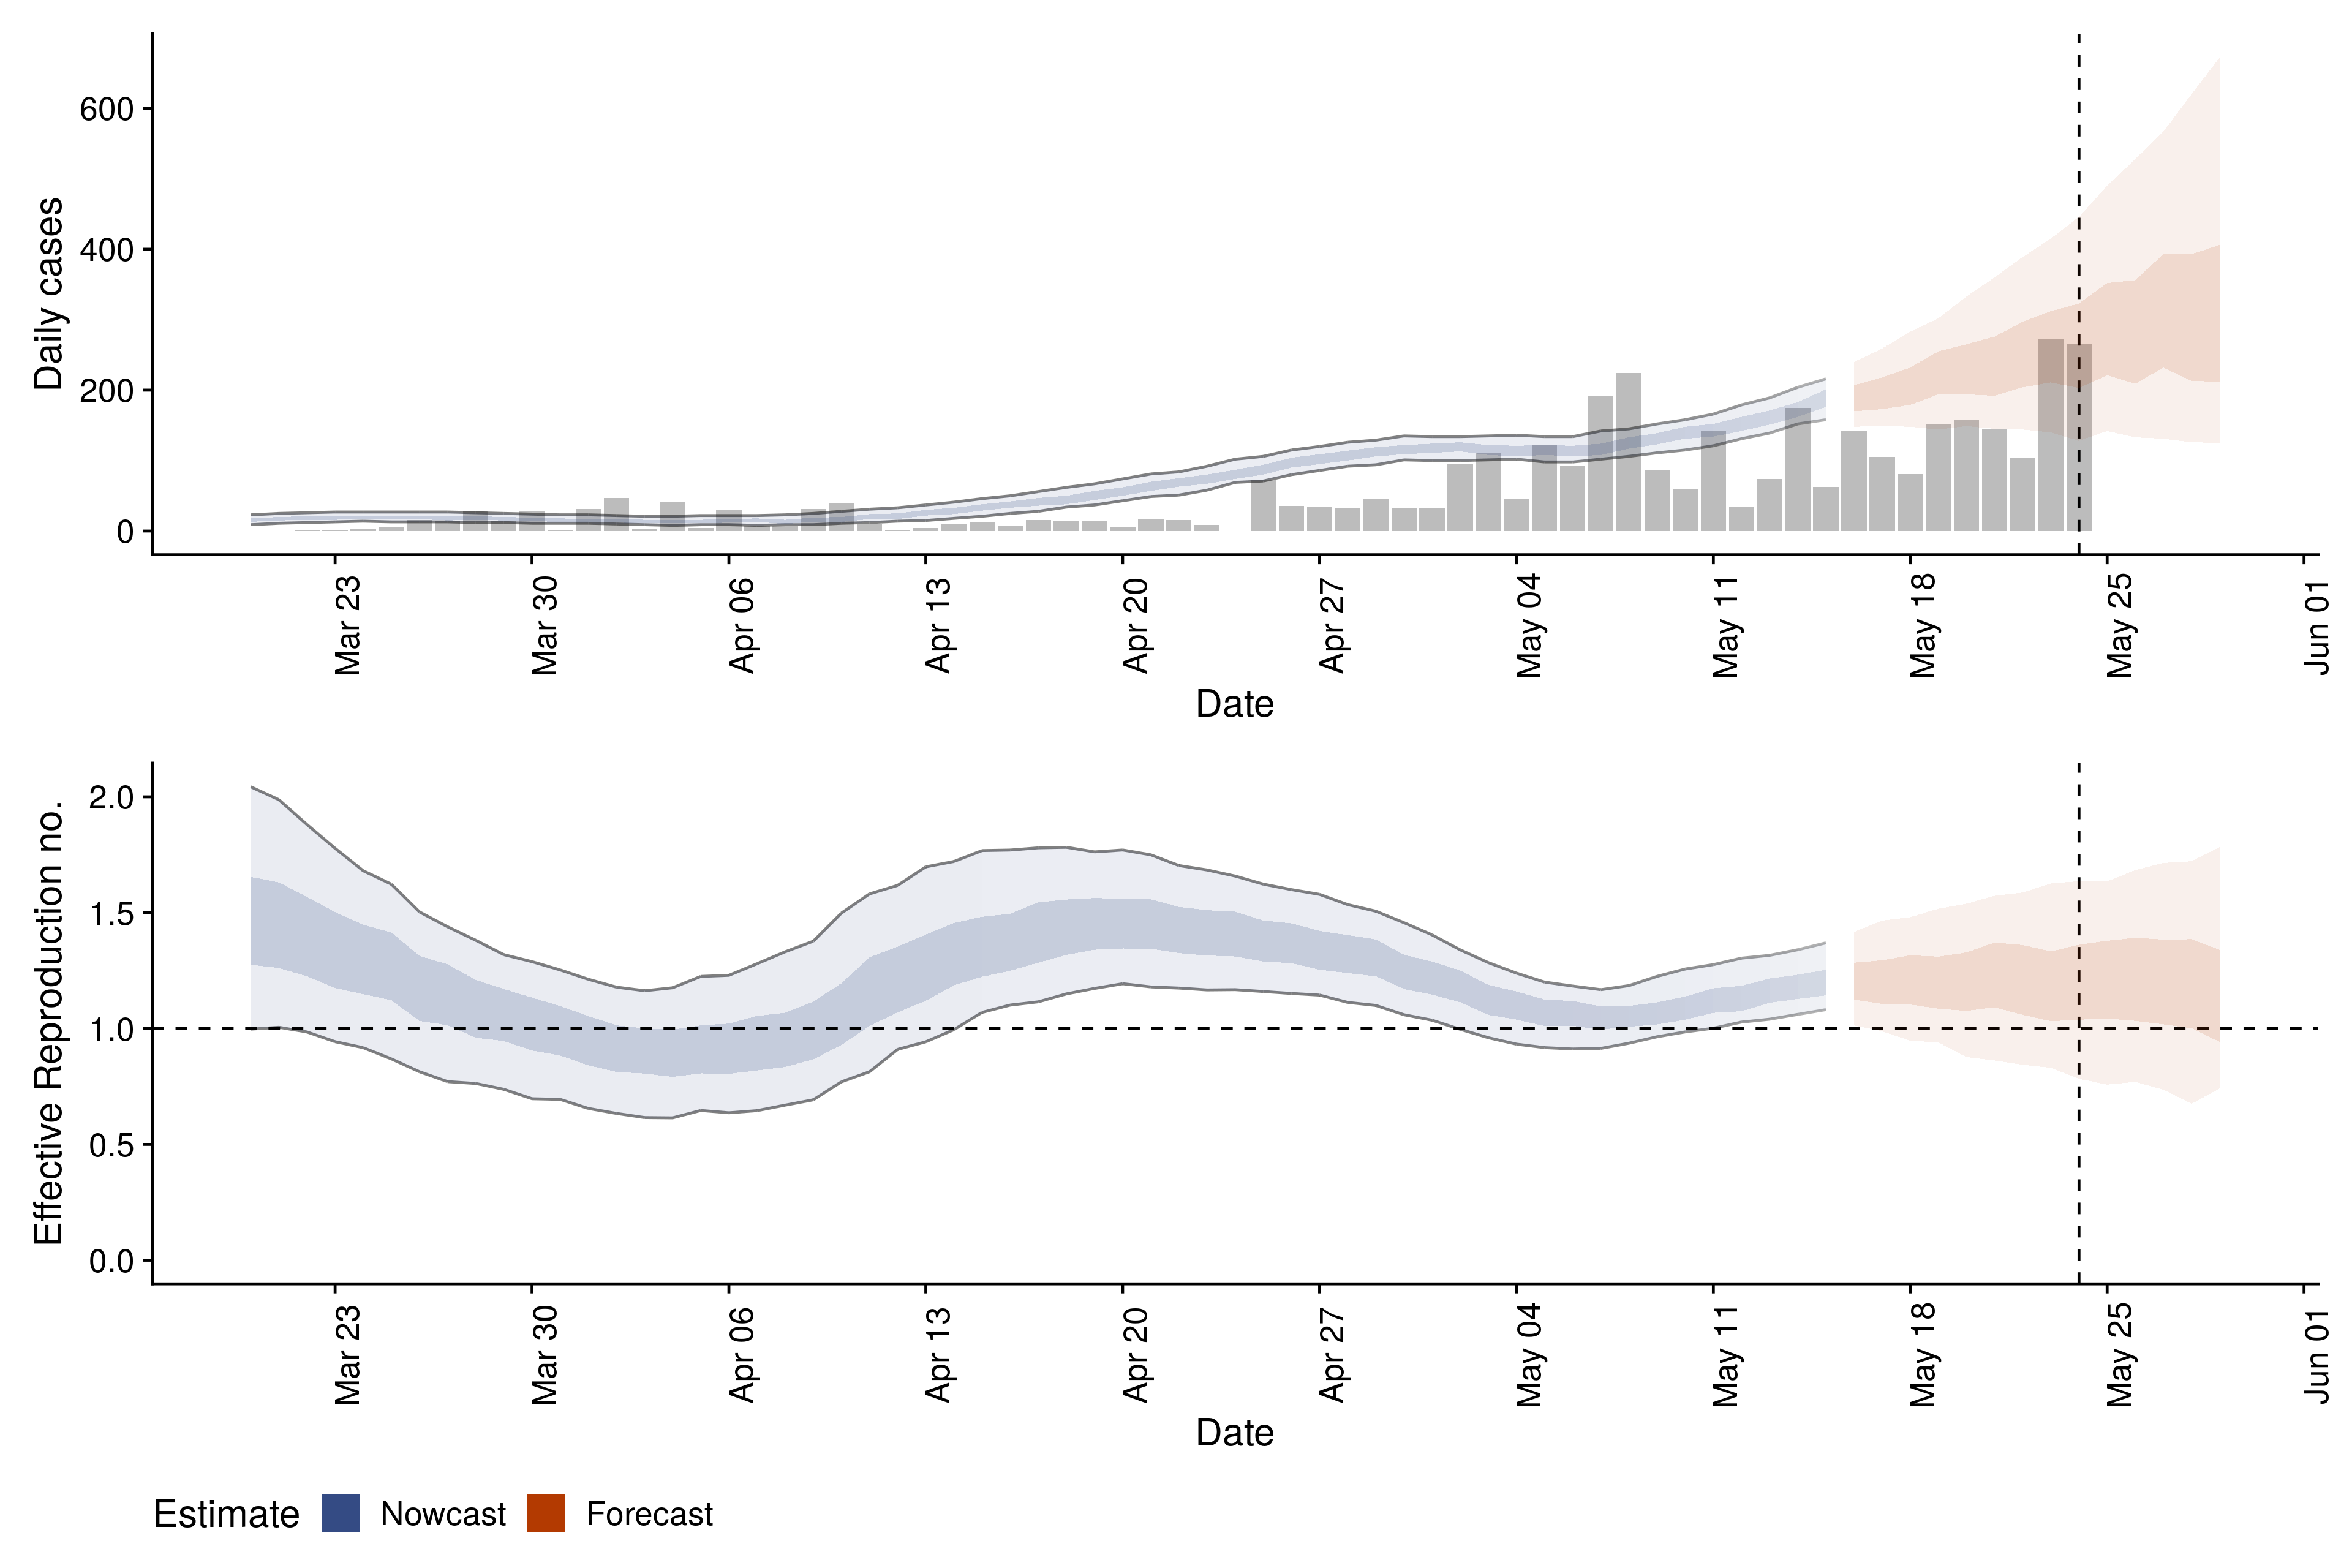 600
400
200
0
Daily cases
Mar 23
Mar 30
Apr 06
Apr 13
Apr 20
Apr 27
May 04
May 11
May 18
May 25
Jun 01
Date
2.0
1.5
1.0
0.5
0.0
Effective Reproduction no.
Mar 23
Mar 30
Apr 06
Apr 13
Apr 20
Apr 27
May 04
May 11
May 18
May 25
Jun 01
Date
Estimate Nowcast Forecast